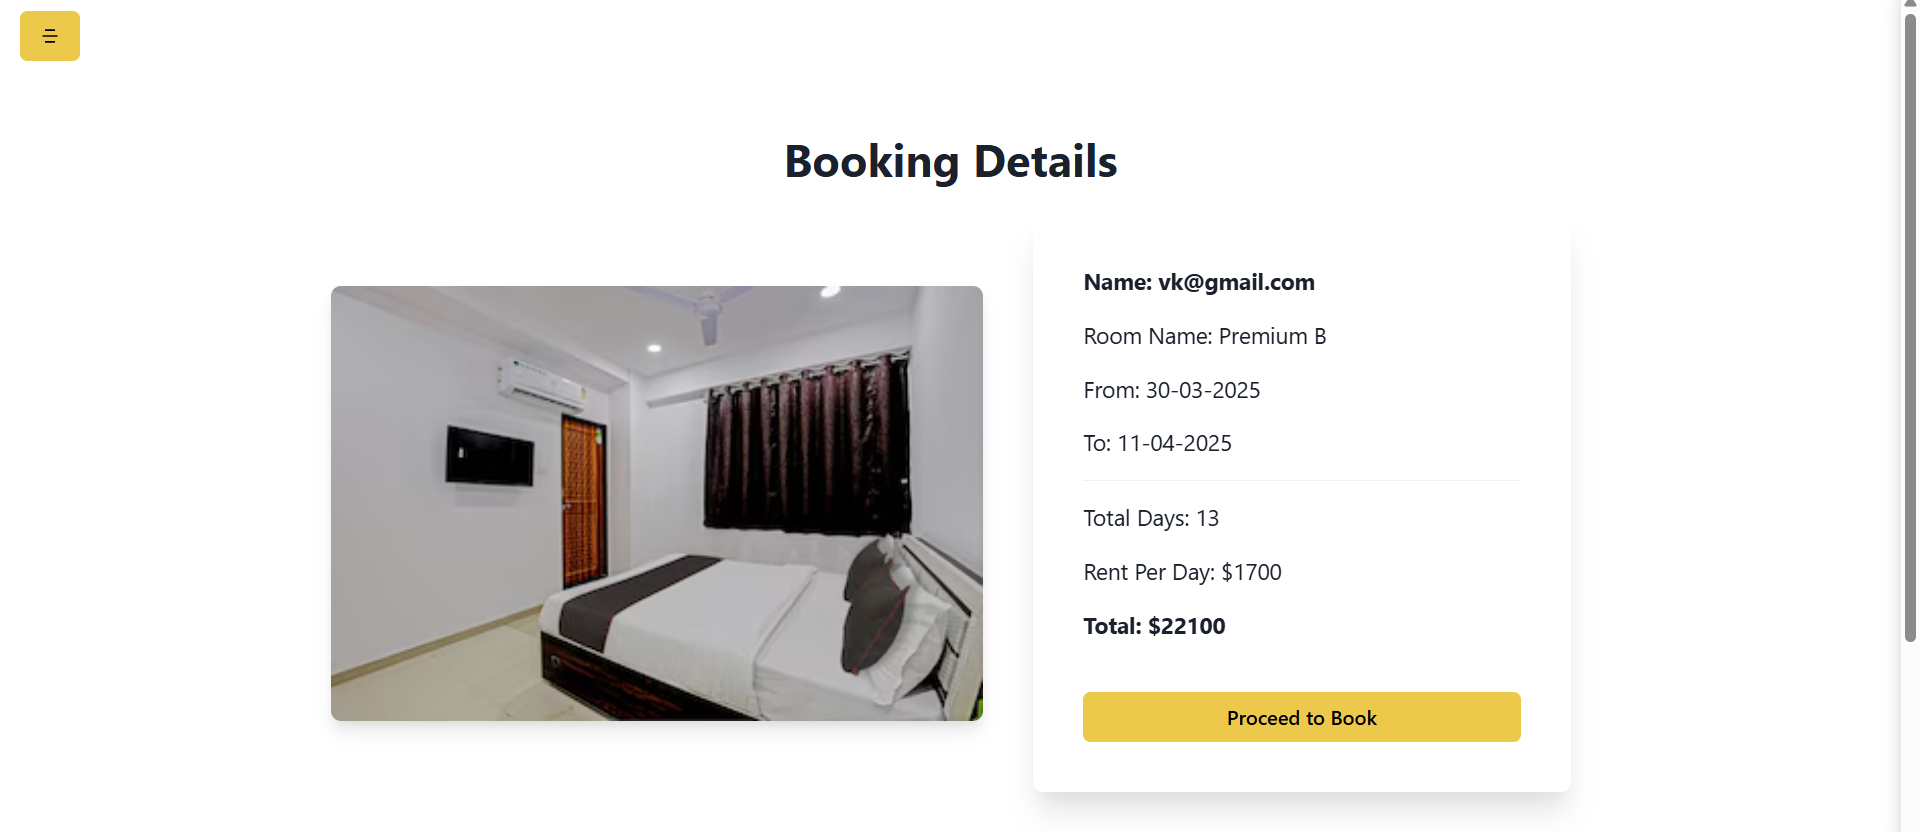 Booking Details
Name: vk@gmail.com
Room Name: Premium B
From: 30-03-2025
To: 11-04-2025
Total Days: 13
Rent Per Day: $1700
Total: $22100
Proceed to Book